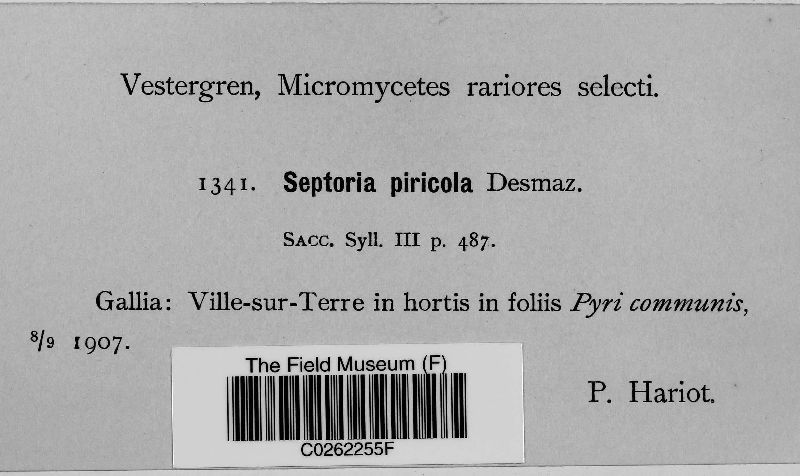 Vestergren, Micromycetes rariores selecti.
1341. Septoria piricola Desmaz.
SACC. Syll. III p. 487.
Gallia: Ville-sur-Terre in hortis in foliis Pyri communis,
8/9 1907.
The Field Museum (F)
C0262255F
P. Hariot.